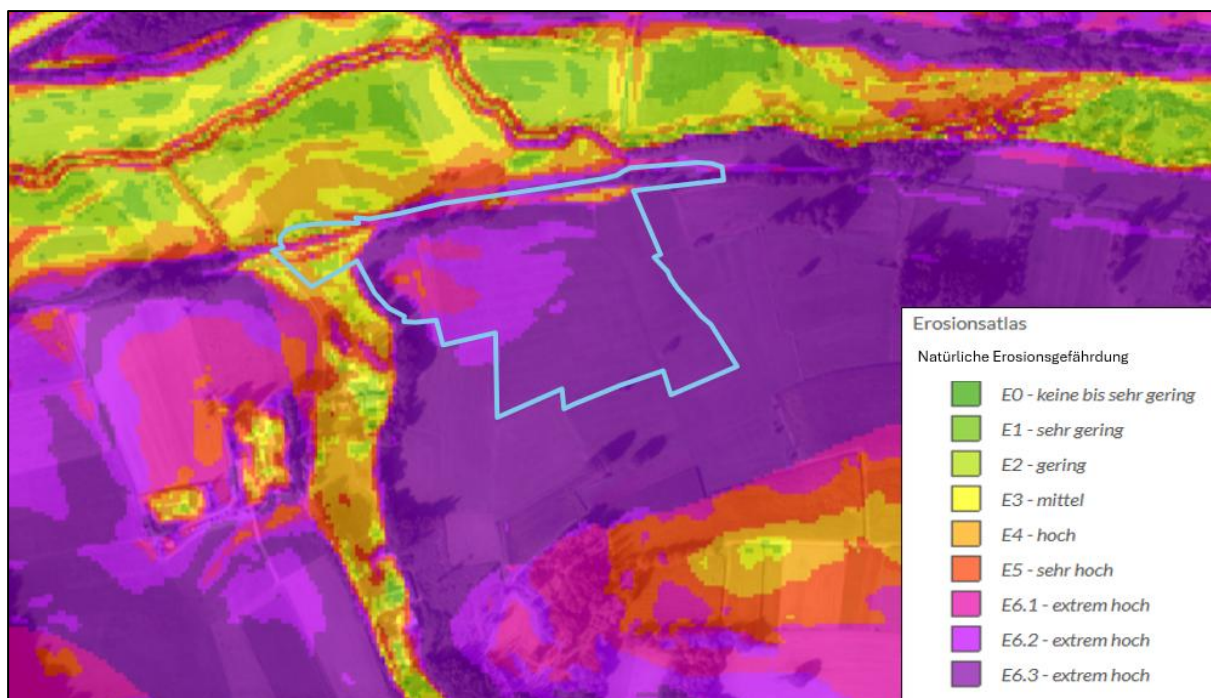 Erosionsatlas
Natürliche Erosionsgefährdung
E0 - keine bis sehr gering
E1 - sehr gering
E2 - gering
E3 - mittel
E4 - hoch
E5 - sehr hoch
E6.1 - extrem hoch
E6.2 - extrem hoch
E6.3 - extrem hoch